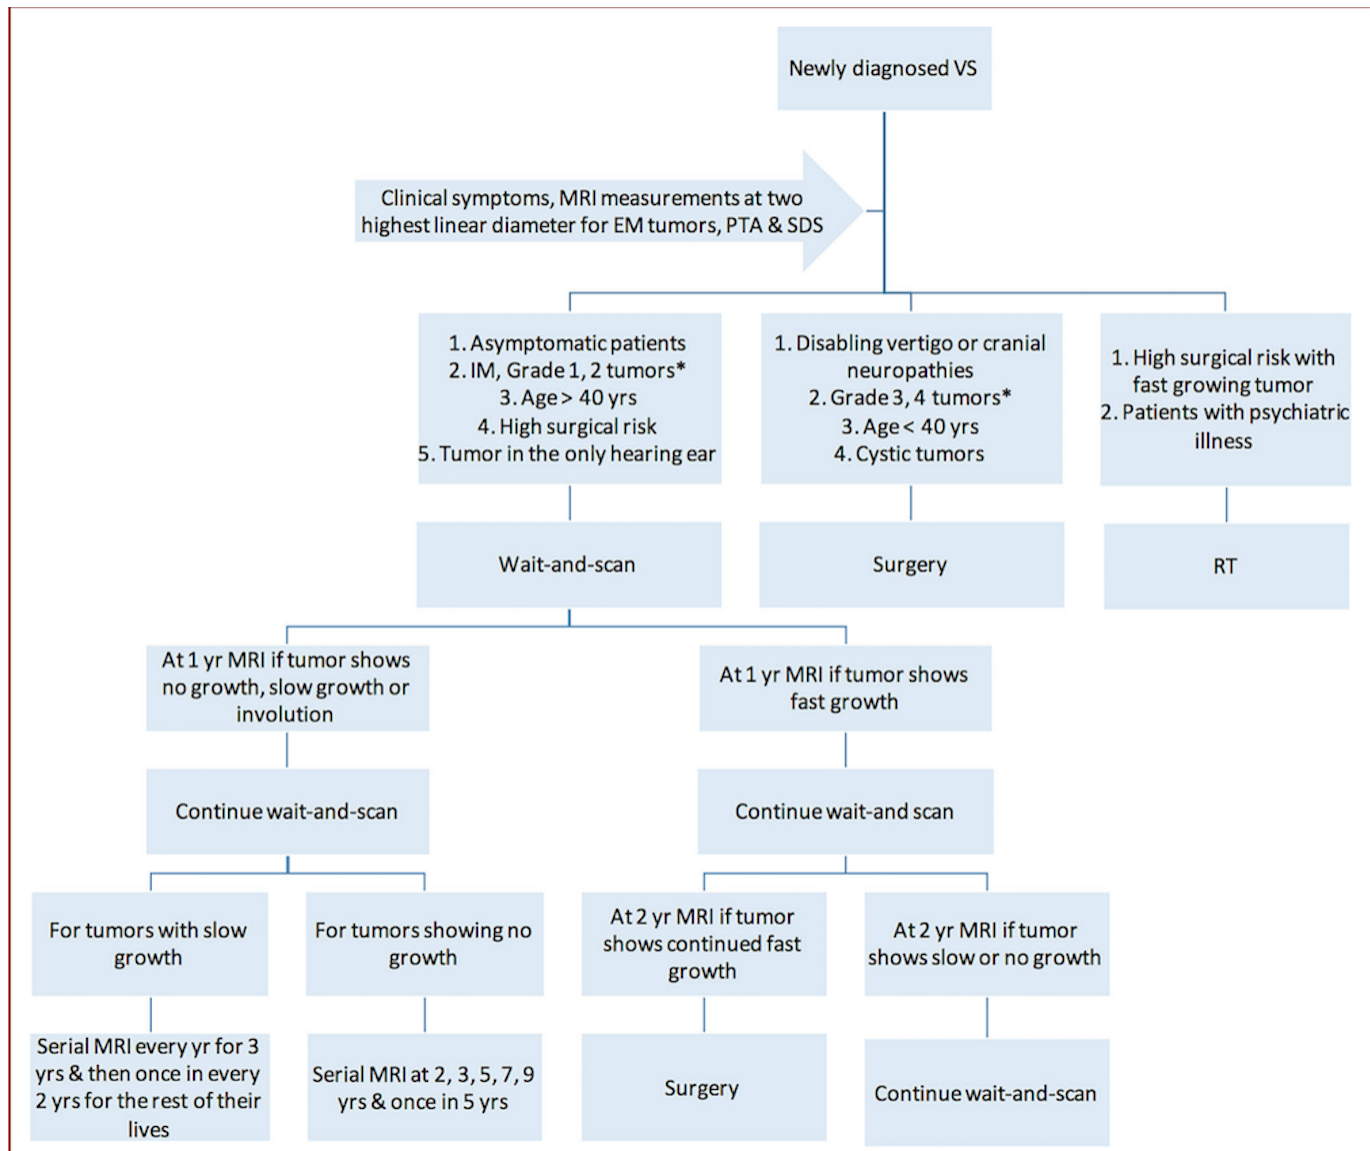 Newly diagnosed VS
Clinical symptoms, MRI measurements at two
highest linear diameter for EM tumors, PTA & SDS
1. Asymptomatic patients
2. IM, Grade 1, 2 tumors*
3. Age > 40 yrs
4. High surgical risk
5. Tumor in the only hearing ear
1. Disabling vertigo or cranial
neuropathies
2. Grade 3, 4 tumors*
3. Age < 40 yrs
4. Cystic tumors
1. High surgical risk with
fast growing tumor
2. Patients with psychiatric
illness
Wait-and-scan
Surgery
RT
At 1 yr MRI if tumor shows
no growth, slow growth or
involution
At 1 yr MRI if tumor shows
fast growth
Continue wait-and-scan
Continue wait-and scan
For tumors with slow
growth
For tumors showing no
growth
At 2 yr MRI if tumor
shows continued fast
growth
At 2 yr MRI if tumor
shows slow or no growth
Serial MRI every yr for 3
yrs & then once in every
2 yrs for the rest of their
lives
Serial MRI at 2, 3, 5, 7, 9
yrs & once in 5 yrs
Surgery
Continue wait-and-scan